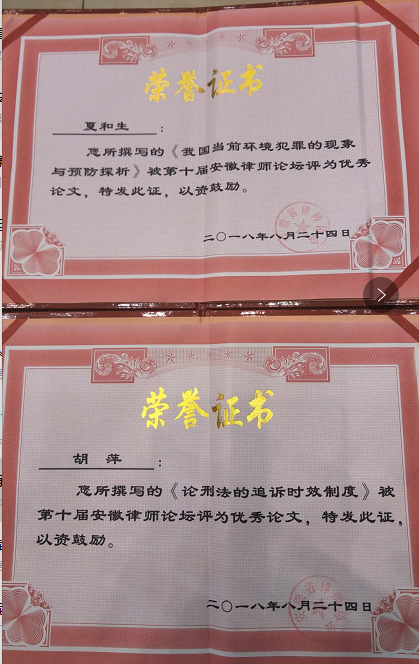 荣誉证书
夏和生：
您所撰写的《我国当前环境犯罪的现象
与预防探析》被第十届安徽律师论坛评为优秀
论文，特发此证，以资鼓励。
二〇一八年八月二十四日
荣誉证书
胡 萍：
您所撰写的《论刑法的追诉时效制度》被
第十届安徽律师论坛评为优秀论文，特发此证，
以资鼓励。
二〇一八年八月二十四日